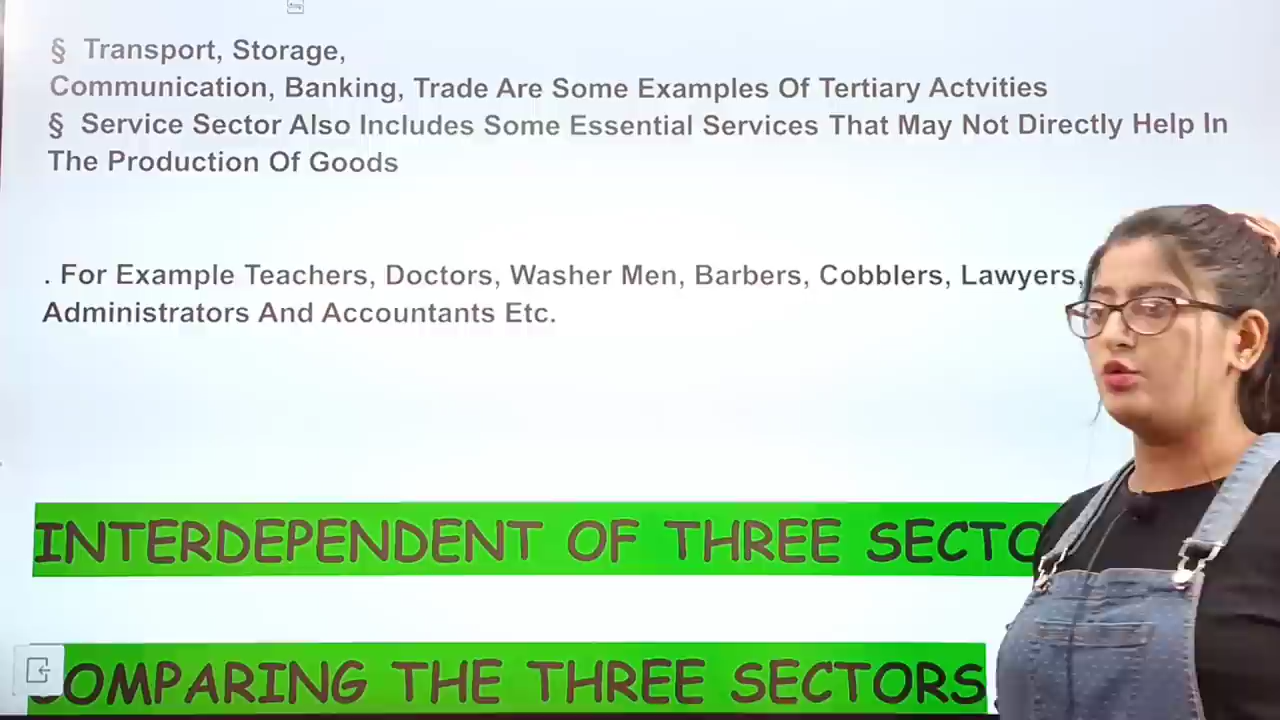 § Transport, Storage,
Communication, Banking, Trade Are Some Examples Of Tertiary Actvities
§ Service Sector Also Includes Some Essential Services That May Not Directly Help In
The Production Of Goods
. For Example Teachers, Doctors, Washer Men, Barbers, Cobblers, Lawyers,
Administrators And Accountants Etc.
INTERDEPENDENT OF THREE SECTO
COMPARING THE THREE SECTORS